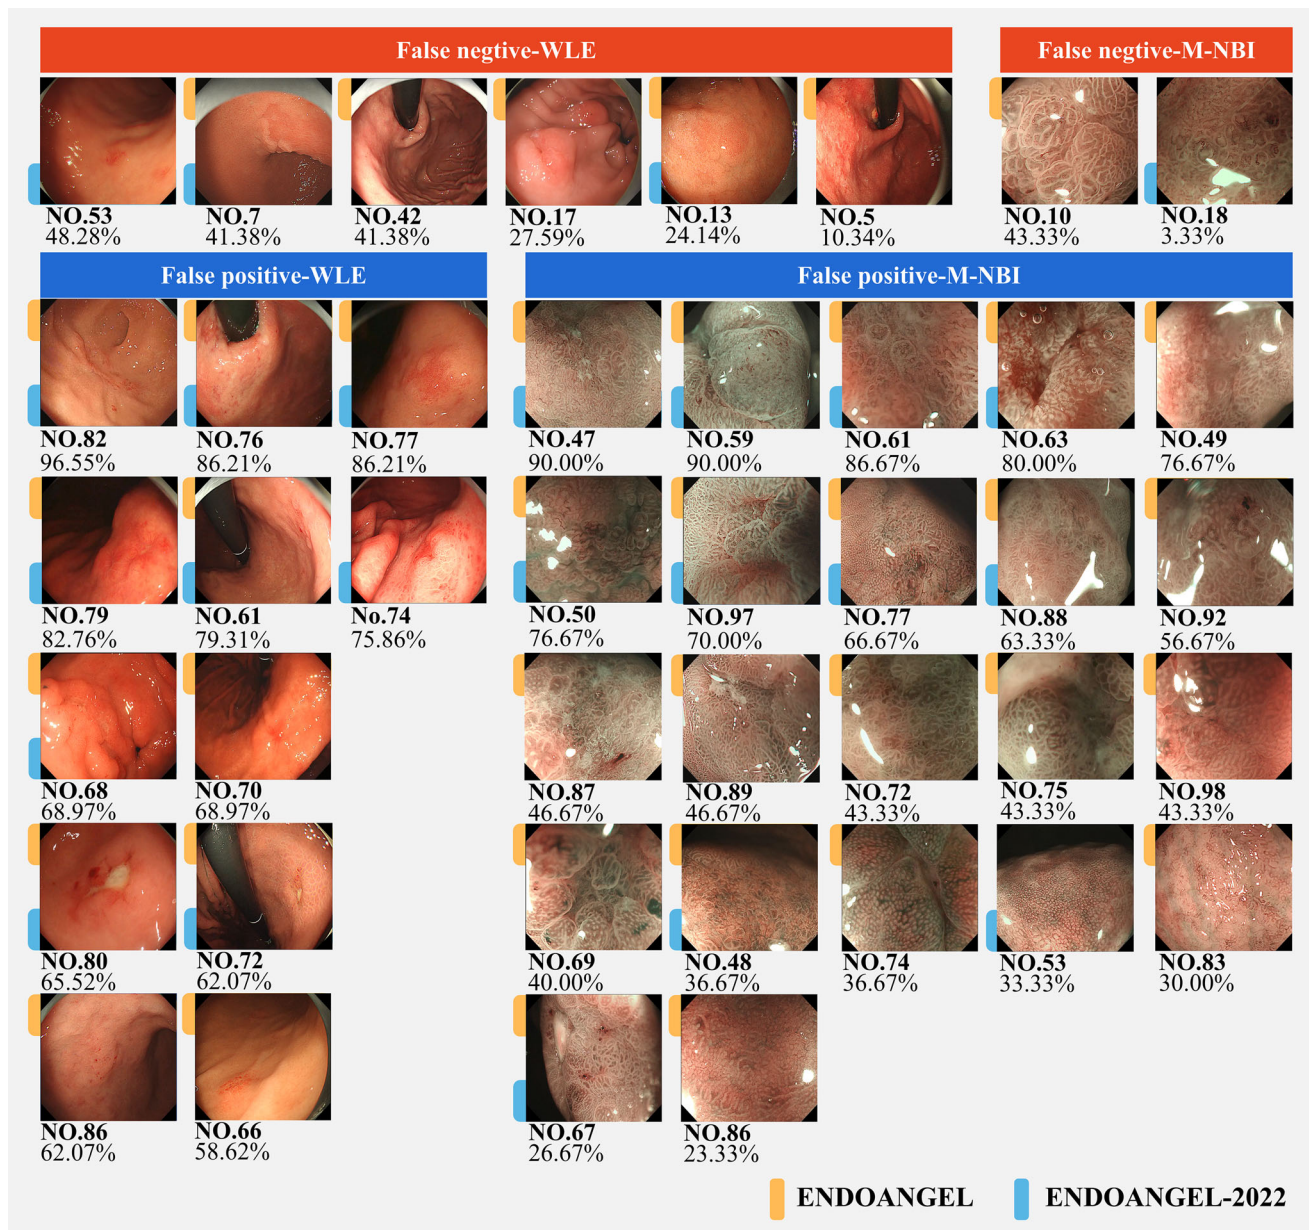 False negtive-WLE
False negtive-M-NBI
NO.53
48.28%
NO.7
41.38%
NO.42
41.38%
NO.17
27.59%
NO.13
24.14%
NO.5
10.34%
NO.10
43.33%
NO.18
3.33%
False positive-WLE
False positive-M-NBI
NO.82
96.55%
NO.76
86.21%
NO.77
86.21%
NO.47
90.00%
NO.59
90.00%
NO.61
86.67%
NO.63
80.00%
NO.49
76.67%
NO.79
82.76%
NO.61
79.31%
No.74
75.86%
NO.50
76.67%
NO.97
70.00%
NO.77
66.67%
NO.88
63.33%
NO.92
56.67%
NO.68
68.97%
NO.70
68.97%
NO.87
46.67%
NO.89
46.67%
NO.72
43.33%
NO.75
43.33%
NO.98
43.33%
NO.80
65.52%
NO.72
62.07%
NO.69
40.00%
NO.48
36.67%
NO.74
36.67%
NO.53
33.33%
NO.83
30.00%
NO.86
62.07%
NO.66
58.62%
NO.67
26.67%
NO.86
23.33%
ENDOANGEL
ENDOANGEL-2022